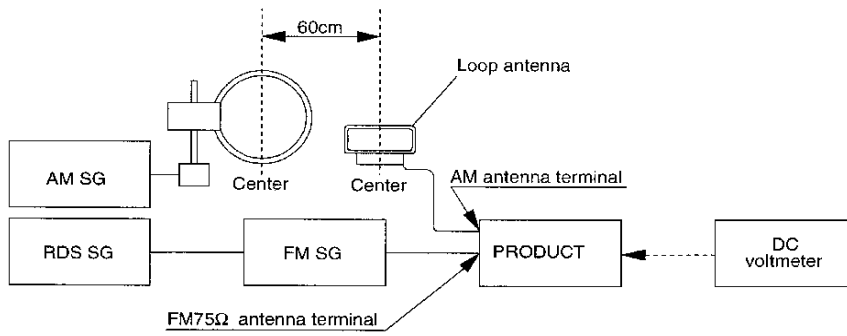 60cm
Loop antenna
AM SG
Center
Center
AM antenna terminal
RDS SG
FM SG
PRODUCT
DC
voltmeter
FM75Ω antenna terminal